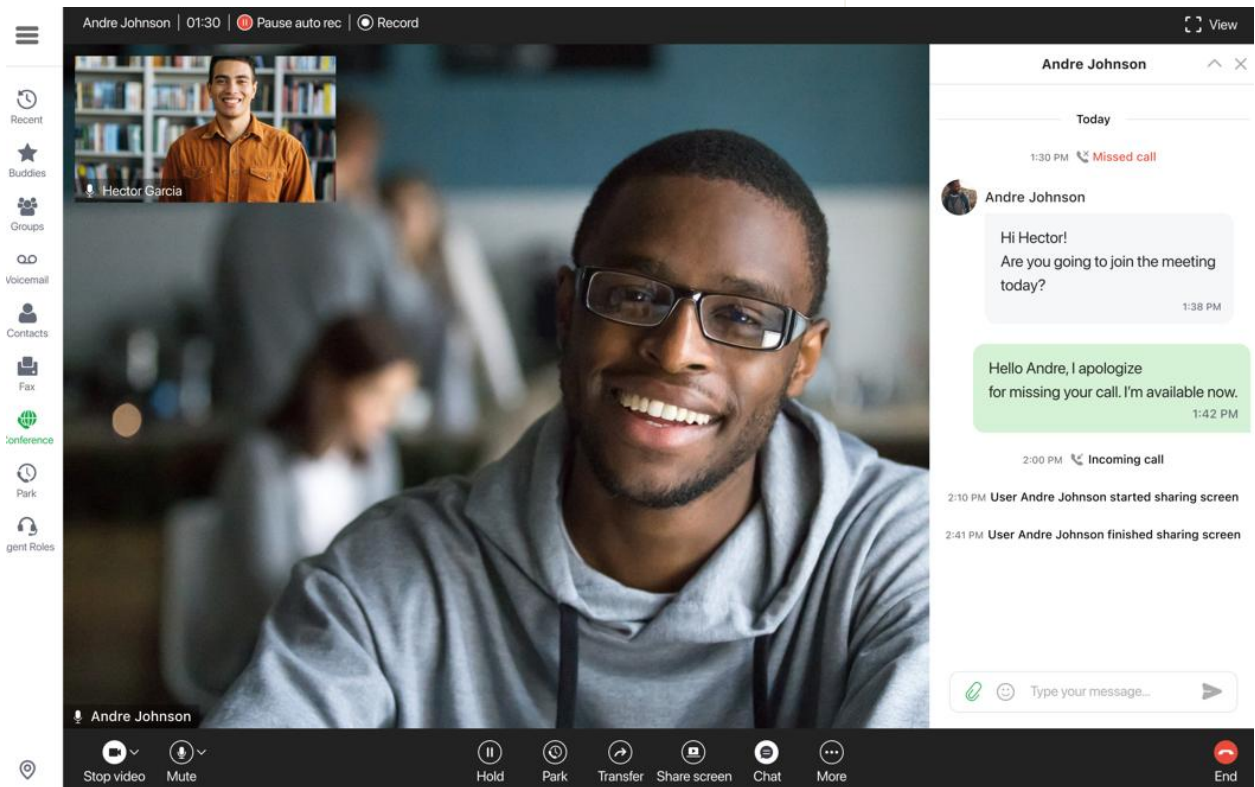 Andre Johnson | 01:30 | Pause auto rec | Record
View
Recent
Buddies
Groups
Voicemail
Contacts
Fax
Conference
Park
gent Roles
Hector Garcia
Andre Johnson
Andre Johnson
Today
1:30 PM Missed call
Andre Johnson
Hi Hector!
Are you going to join the meeting
today?
1:38 PM
Hello Andre, I apologize
for missing your call. I'm available now.
1:42 PM
2:00 PM Incoming call
2:10 PM User Andre Johnson started sharing screen
2:41 PM User Andre Johnson finished sharing screen
Type your message...
Stop video
Mute
Hold
Park
Transfer
Share screen
Chat
More
End